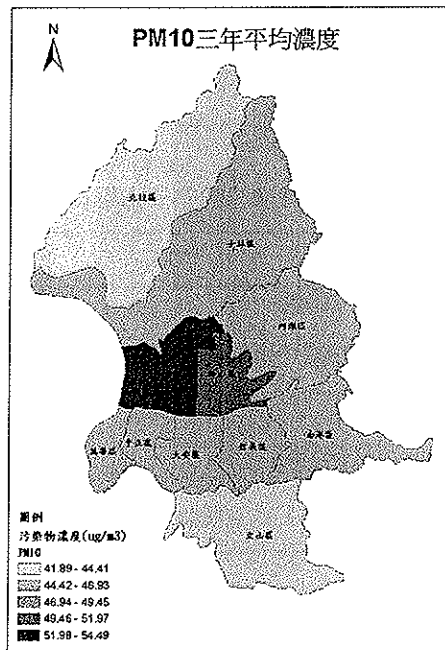 N
PM10三年平均濃度
北投區
士林區
內湖區
南港區
信義區
大安區
中正區
萬華區
文山區
圖例
污染物濃度(ug/m3)
PM10
41.89 - 44.41
44.42 - 46.93
46.94 - 49.45
49.46 - 51.97
51.98 - 54.49